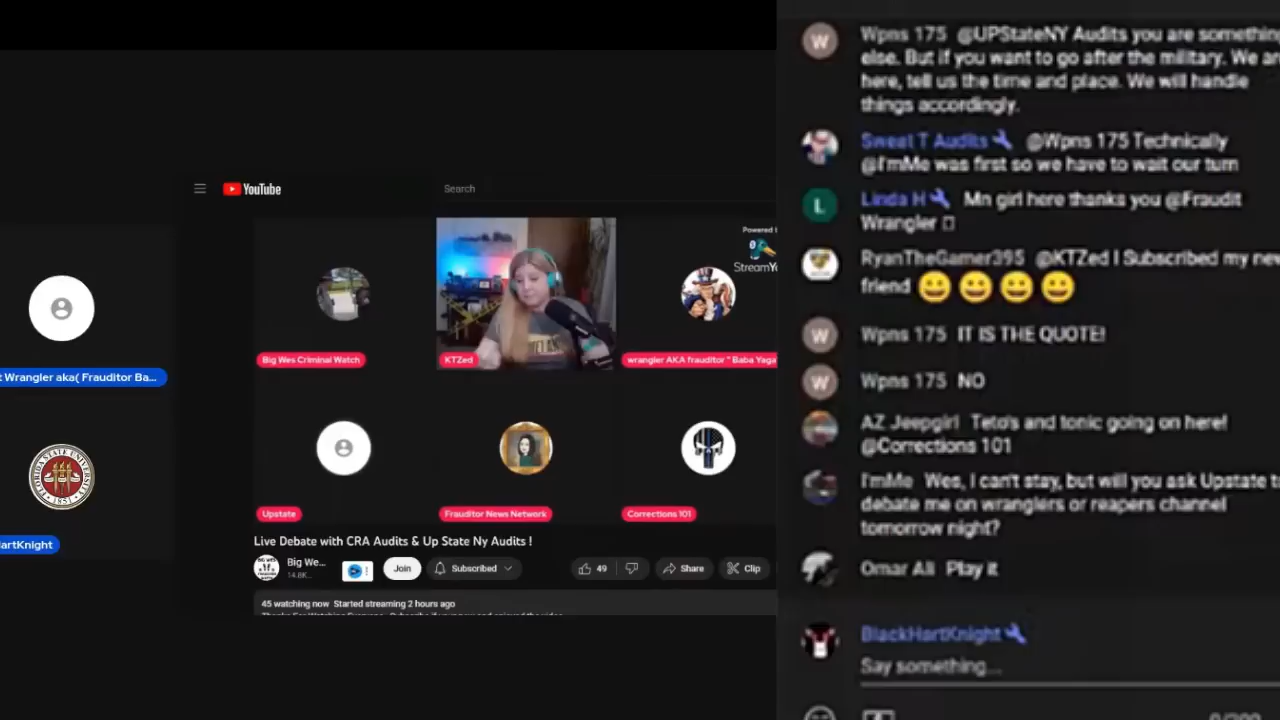 Wpns 175 @UPStateNY Audits you are something
else. But if you want to go after the military. We are
here, tell us the time and place. We will handle
things accordingly.
Sweat T Audits @Wpns 175 Technically
@I'mMe was first so we have to wait our turn
Linda H Mn girl here thanks you @Fraudit
Wrangler
RyanTheGamer395 @KTZed I Subscribed my new
friend
Wpns 175 IT IS THE QUOTE!
Wpns 175 NO
AZ Jeepgirl Teto's and tonic going on here!
@Corrections 101
I'mMe Wes, I can't stay, but will you ask Upstate to
debate me on wranglers or reapers channel
tomorrow night?
Omar Ali Play it
BlackHartKnight
Say something...
0/200
YouTube
Search
Powered b
StreamY
Big Wes Criminal Watch
KTZed
wrangler AKA frauditor " Baba Yaga
Upstate
Frauditor News Network
Corrections 101
Live Debate with CRA Audits & Up State Ny Audits !
Big We...
14.8K..
Join
Subscribed
49
Share
Clip
45 watching now Started streaming 2 hours ago
t Wrangler aka( Frauditor Ba...
FLORIDA STATE UNIVERSITY
1851
HartKnight
W
W
W
L